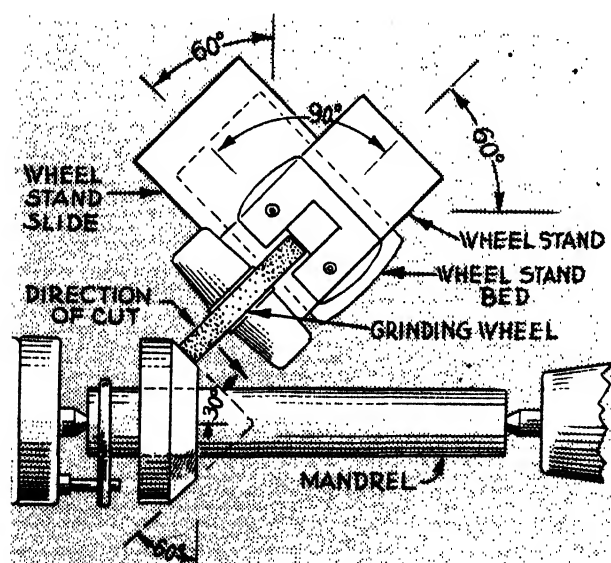 60°
90°
60°
WHEEL
STAND
SLIDE
WHEEL STAND
WHEEL STAND
BED
DIRECTION
OF CUT
GRINDING WHEEL
30°
MANDREL
60°